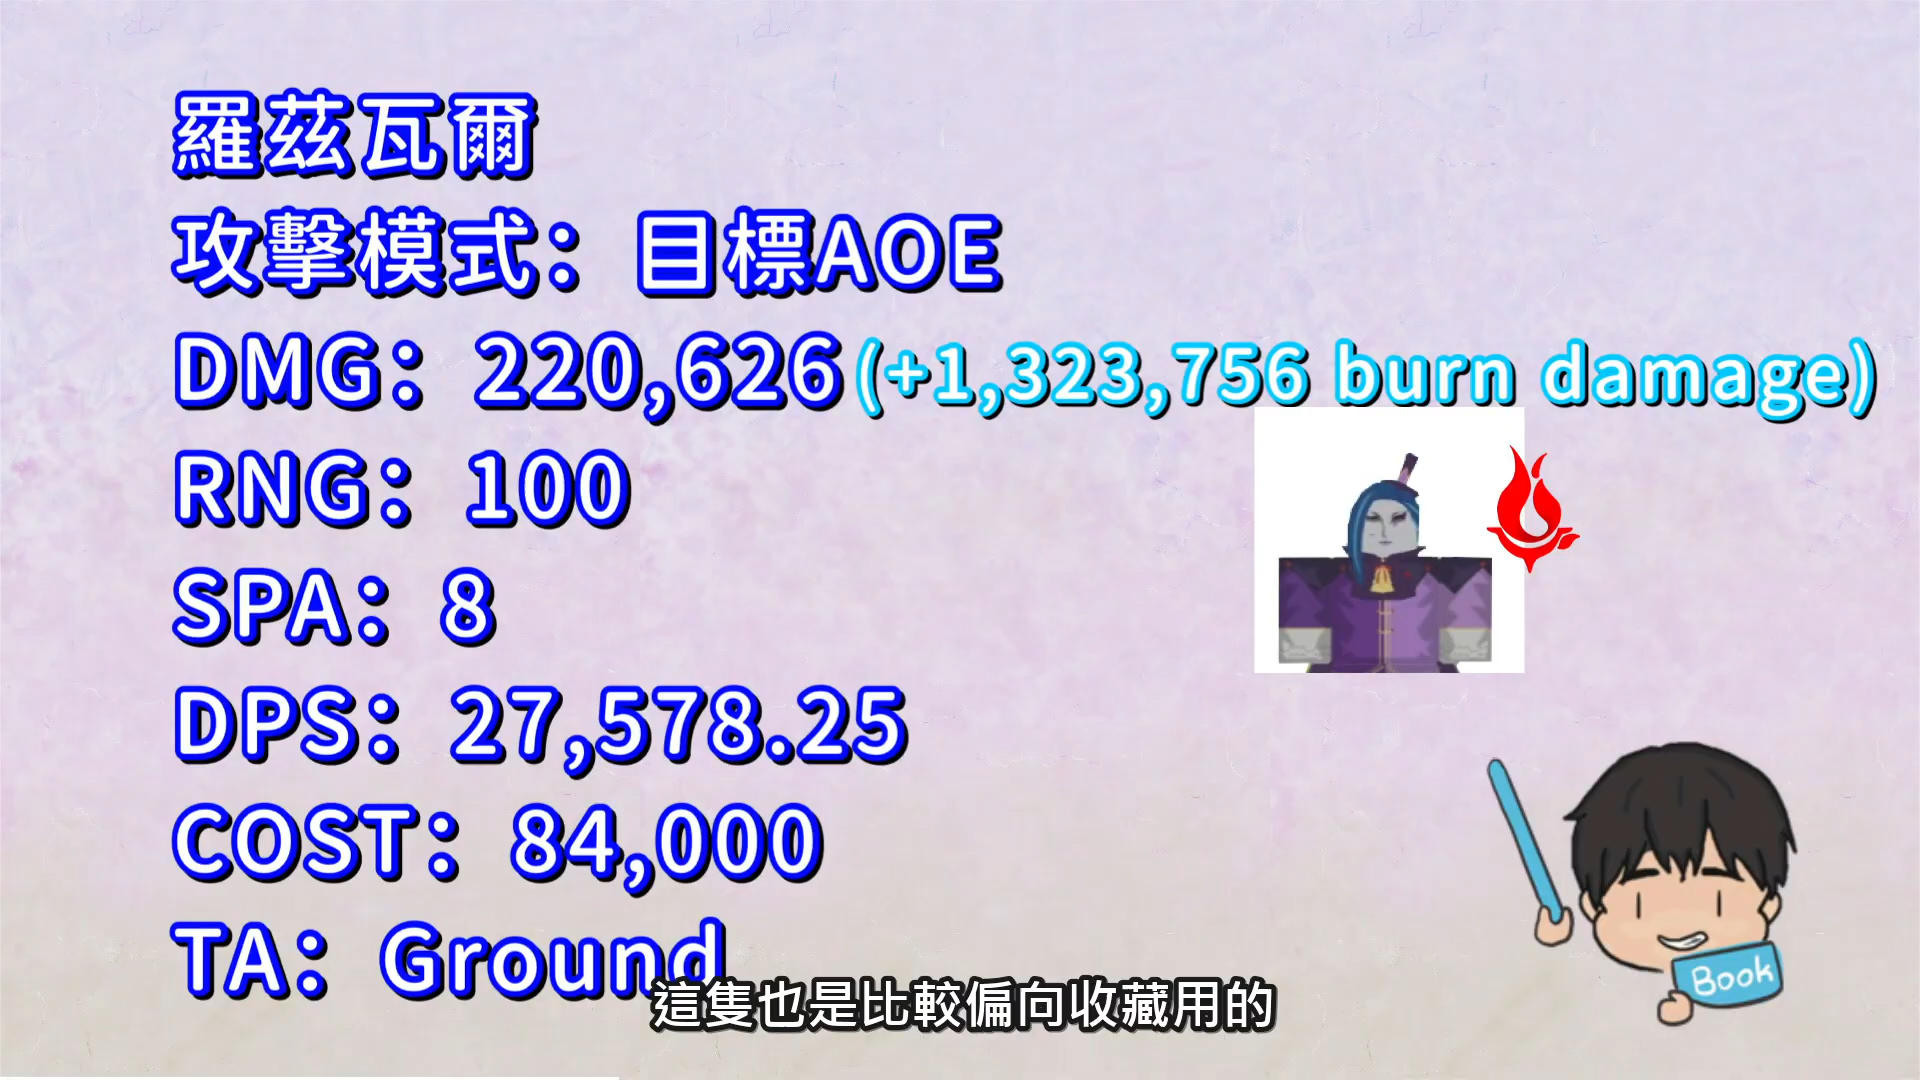 羅茲瓦爾
攻擊模式：目標AOE
DMG：220,626(+1,323,756 burn damage)
RNG：100
SPA：8
DPS：27,578.25
COST：84,000
TA：Ground
Book
這隻也是比較偏向收藏用的